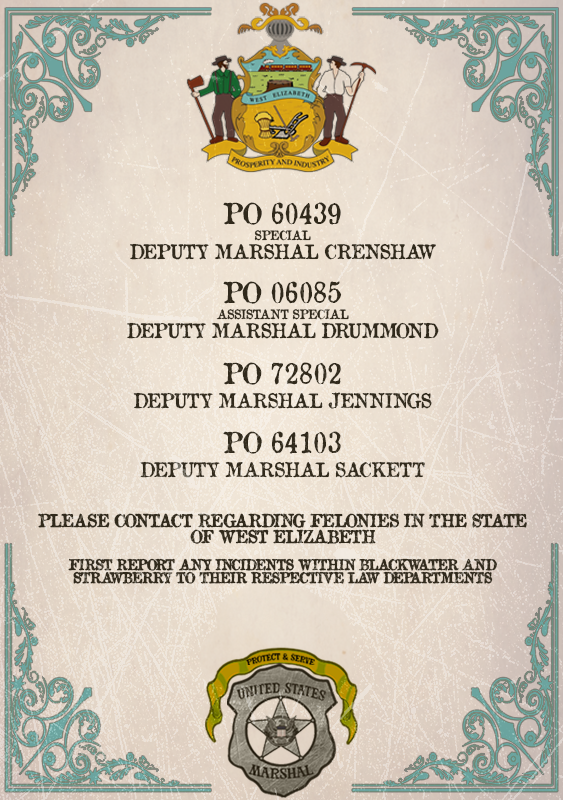 WEST ELIZABETH
PROSPERITY AND INDUSTRY
PO 60439
SPECIAL
DEPUTY MARSHAL CRENSHAW
PO 06085
ASSISTANT SPECIAL
DEPUTY MARSHAL DRUMMOND
PO 72802
DEPUTY MARSHAL JENNINGS
PO 64103
DEPUTY MARSHAL SACKETT
PLEASE CONTACT REGARDING FELONIES IN THE STATE
OF WEST ELIZABETH
FIRST REPORT ANY INCIDENTS WITHIN BLACKWATER AND
STRAWBERRY TO THEIR RESPECTIVE LAW DEPARTMENTS
PROTECT & SERVE
UNITED STATES
MARSHAL